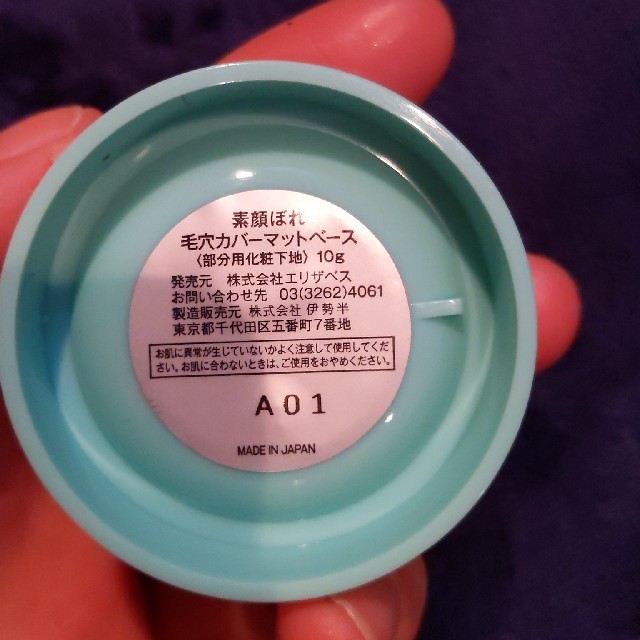 素顔ぼれ
毛穴カバーマットベース
〈部分用化粧下地〉 10g
発売元 株式会社エリザベス
お問い合わせ先 03(3262)4061
製造販売元 株式会社 伊勢半
東京都千代田区五番町7番地
お肌に異常が生じていないかよく注意して使用してくだ
さい。お肌に合わないときは、ご使用をおやめください。
A01
MADE IN JAPAN